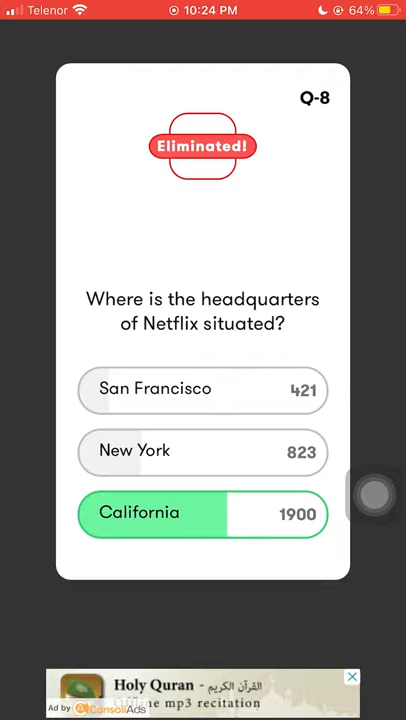 Telenor 10:24 PM 64%
Q-8
Eliminated!
Where is the headquarters
of Netflix situated?
San Francisco 421
New York 823
California 1900
Holy Quran - القرآن الكريم
mp3 recitation
Ad by ConsoliAds